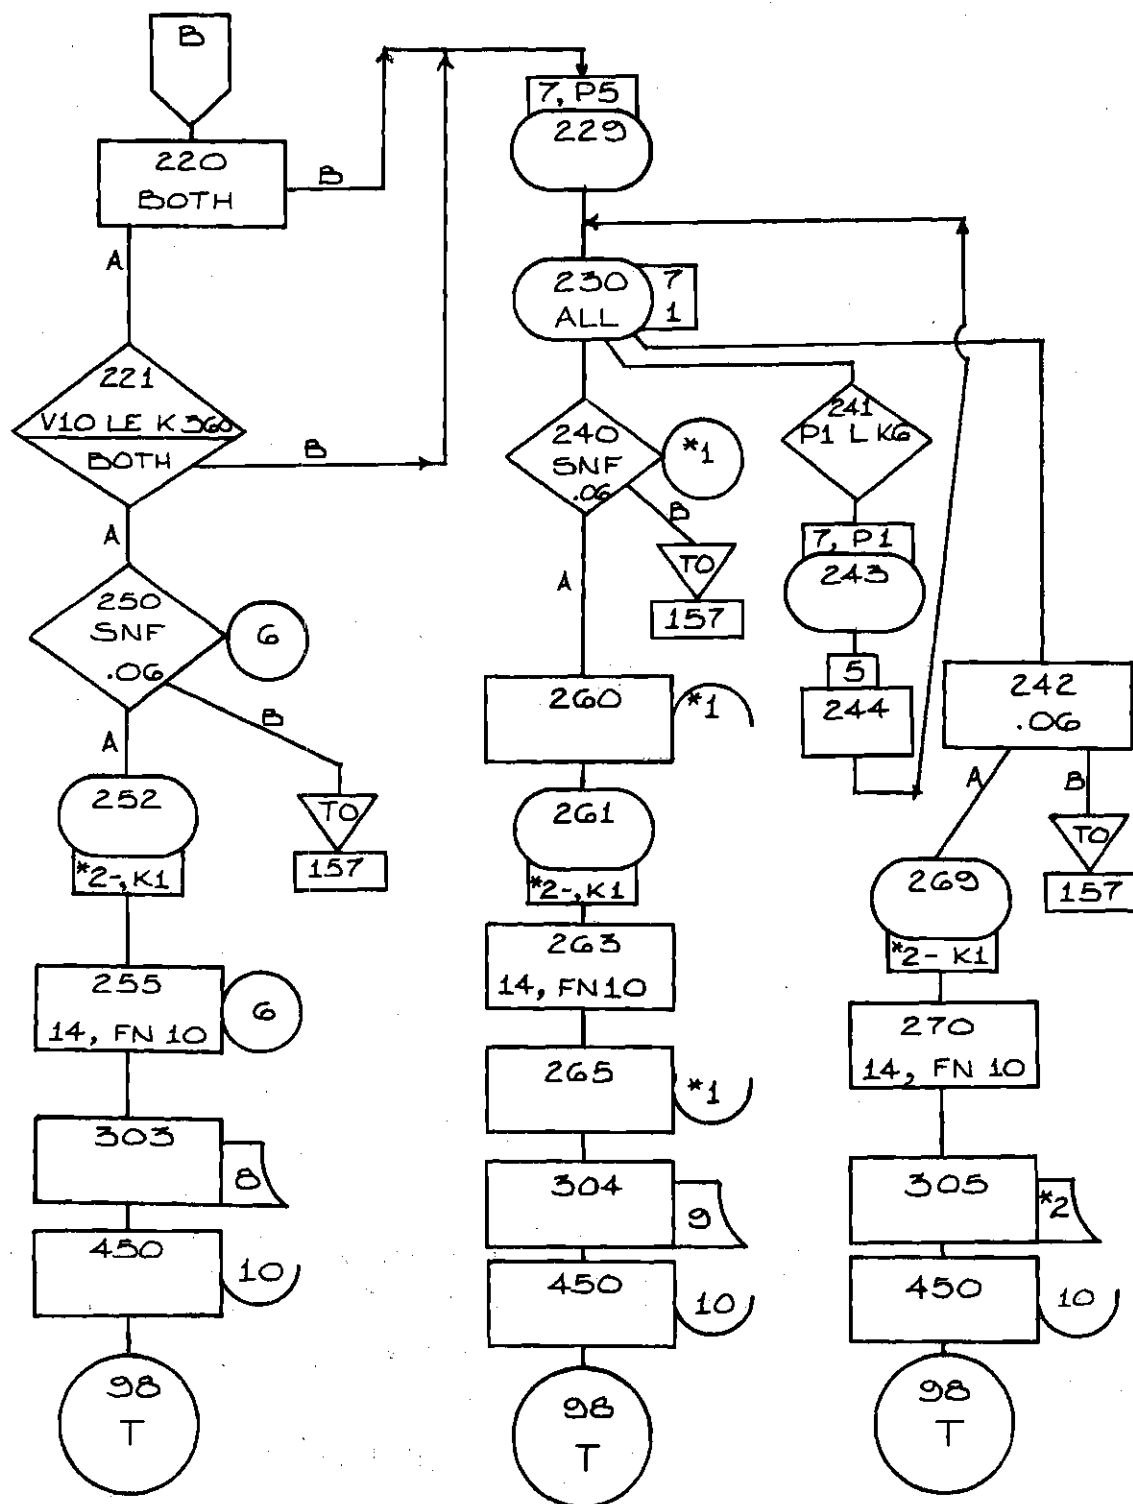 B
220
BOTH
B
A
221
V10 LE K 360
BOTH
B
A
250
SNF
.06
6
B
A
TO
157
252
*2-, K1
255
14, FN 10
6
303
8
450
10
98
T
7, P5
229
230
ALL
7
1
240
SNF
.06
*1
B
TO
157
A
260
*1
261
*2-, K1
263
14, FN 10
265
*1
304
9
450
10
98
T
241
P1 L K6
7, P1
243
5
244
242
.06
A
B
TO
157
269
*2- K1
270
14, FN 10
305
*2
450
10
98
T